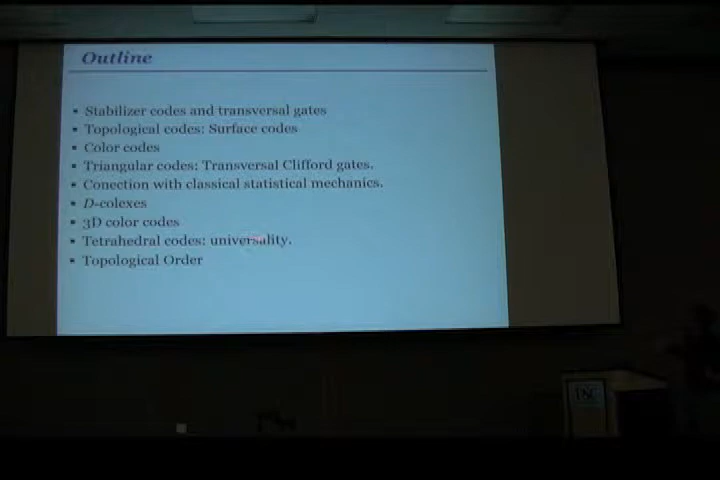 Outline
▪ Stabilizer codes and transversal gates
▪ Topological codes: Surface codes
▪ Color codes
▪ Triangular codes: Transversal Clifford gates.
▪ Conection with classical statistical mechanics.
▪ D-colexes
▪ 3D color codes
▪ Tetrahedral codes: universality.
▪ Topological Order